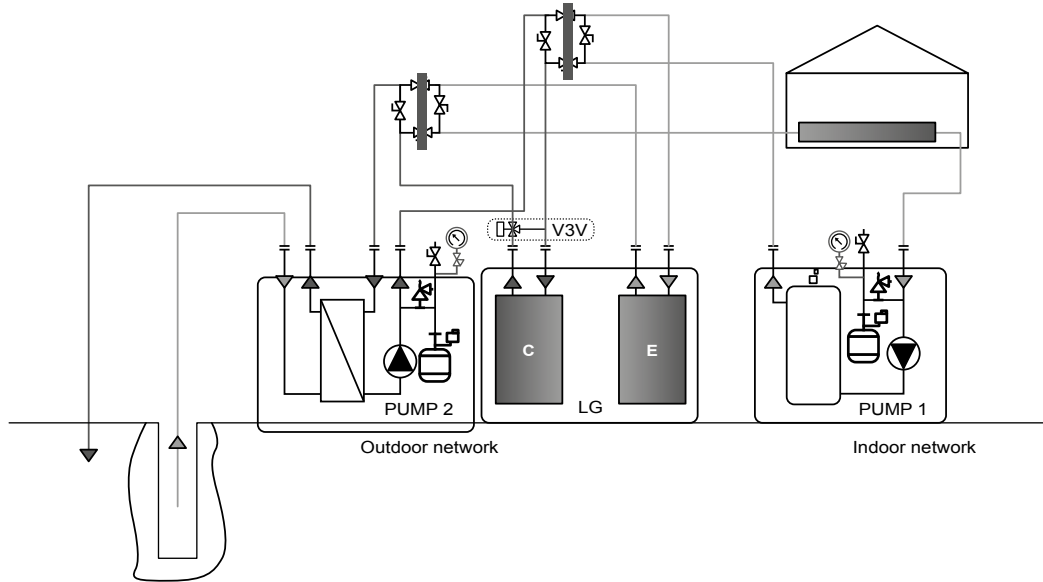 V3V
C
E
PUMP 2
LG
PUMP 1
Outdoor network
Indoor network